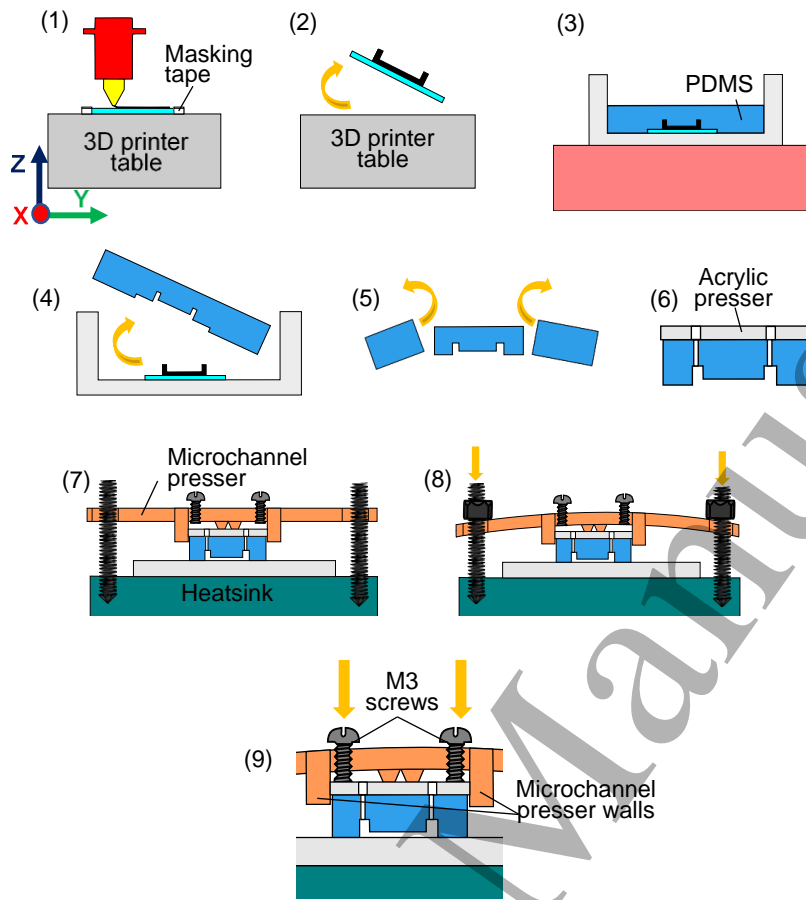 (1)
Masking
tape
3D printer
table
Z
Y
X
(2)
3D printer
table
(3)
PDMS
(4)
(5)
(6)
Acrylic
presser
(7)
Microchannel
presser
Heatsink
(8)
(9)
M3
screws
Microchannel
presser walls
Manu